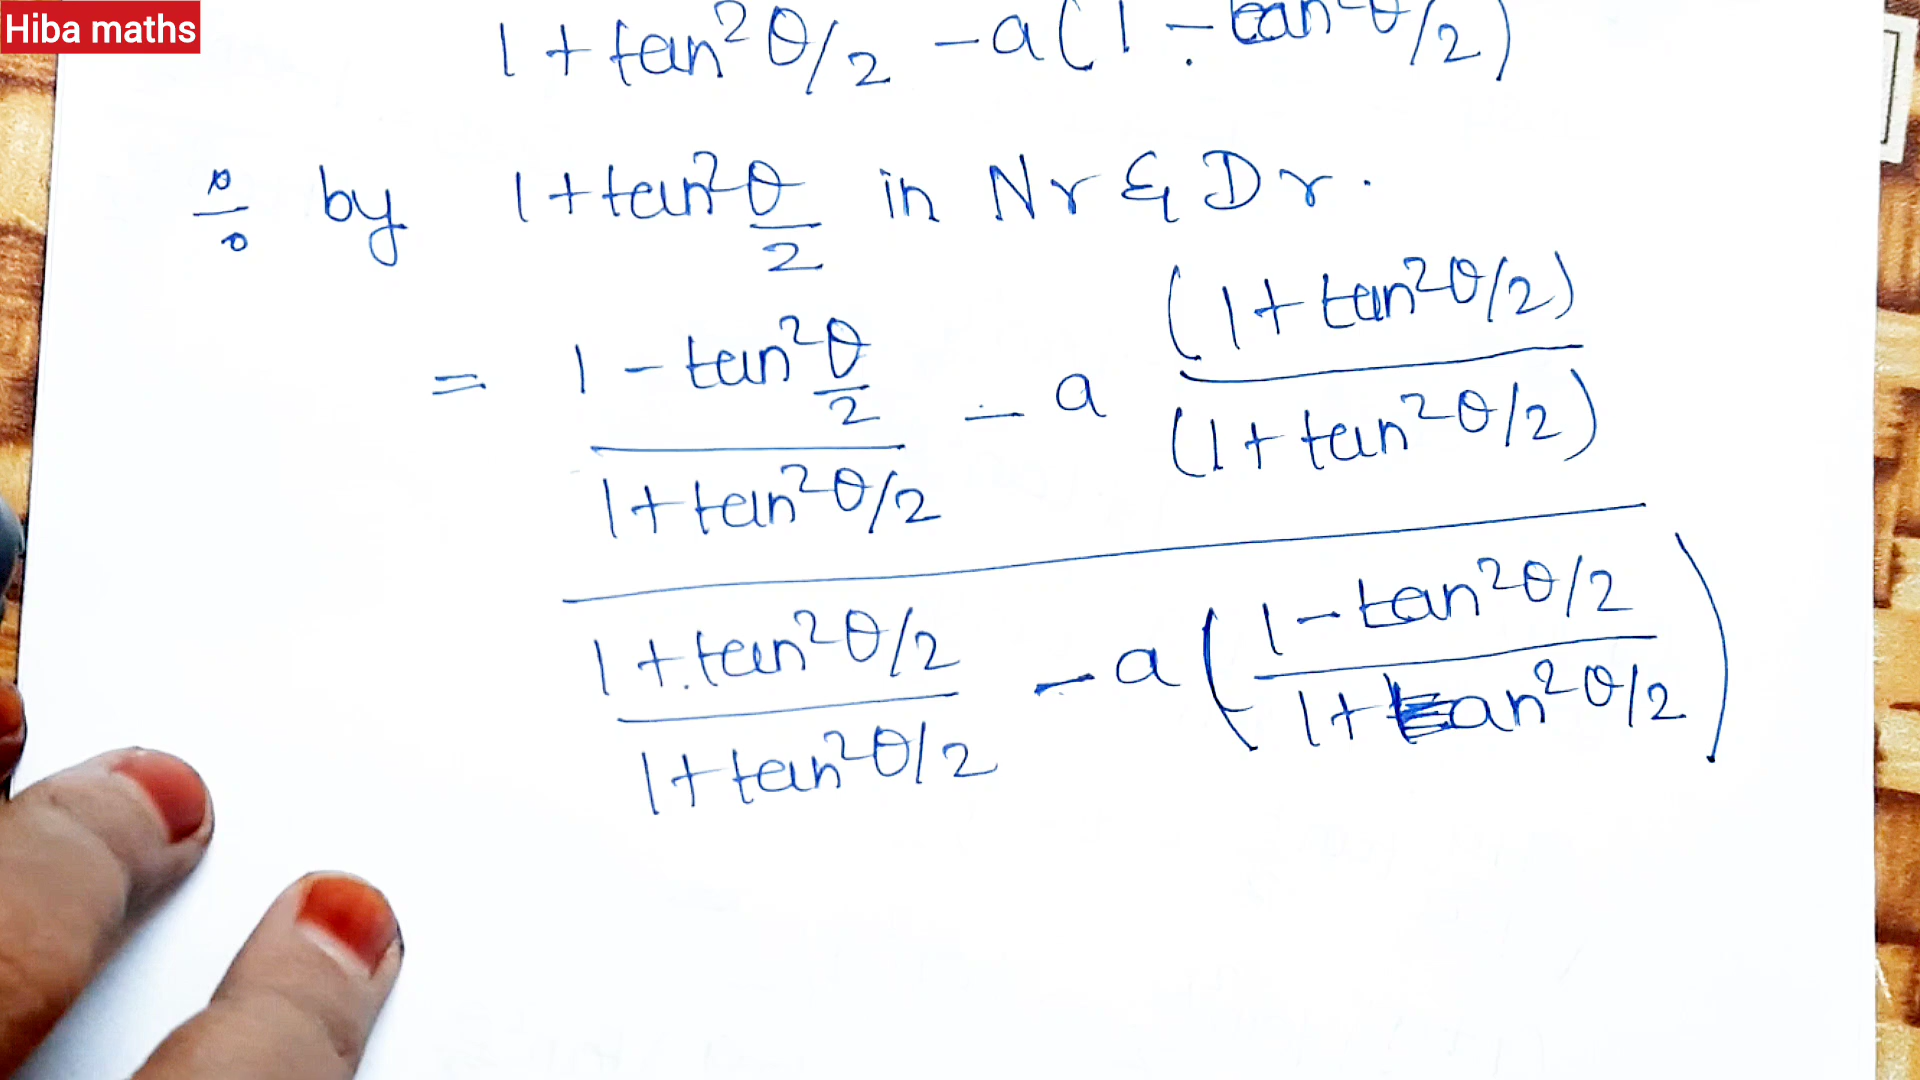 Hiba maths
1 + tan²θ/2 - a(1 - tan²θ/2)
÷ by 1 + tan²θ/2 in Nr & Dr.
= 1 - tan²θ/2 - a (1 + tan²θ/2)
1 + tan²θ/2 (1 + tan²θ/2)
1 + tan²θ/2 - a (1 - tan²θ/2)
1 + tan²θ/2 1 + tan²θ/2